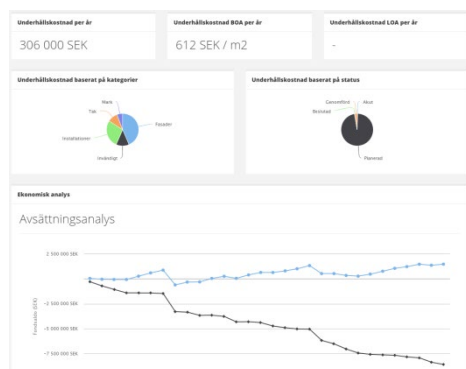 Underhållskostnad per år
Underhållskostnad BOA per år
Underhållskostnad LOA per år
306 000 SEK
612 SEK / m2
-
Underhållskostnad baserat på kategorier
Underhållskostnad baserat på status
Mark
Tak
Fasader
Installationer
Invändigt
Genomförd
Akut
Beslutad
Planerad
Ekonomisk analys
Avsättningsanalys
2 500 000 SEK
-2 500 000 SEK
-5 000 000 SEK
-7 500 000 SEK
Fondsaldo (SEK)